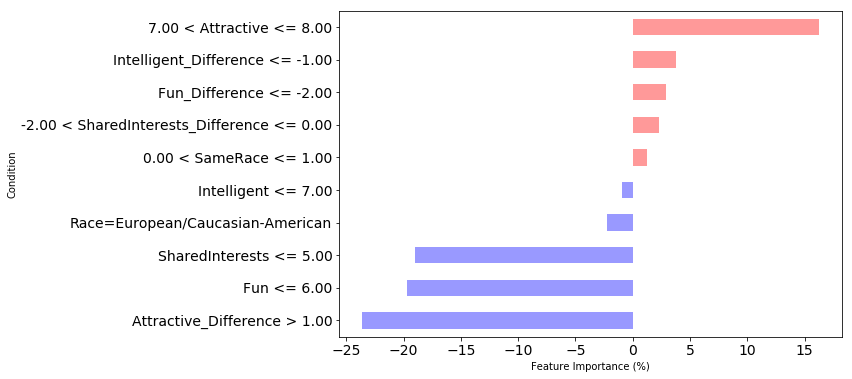 7.00 < Attractive <= 8.00
Intelligent_Difference <= -1.00
Fun_Difference <= -2.00
-2.00 < SharedInterests_Difference <= 0.00
0.00 < SameRace <= 1.00
Intelligent <= 7.00
Race=European/Caucasian-American
SharedInterests <= 5.00
Fun <= 6.00
Attractive_Difference > 1.00
Condition
−25 −20 −15 −10 −5 0 5 10 15
Feature Importance (%)